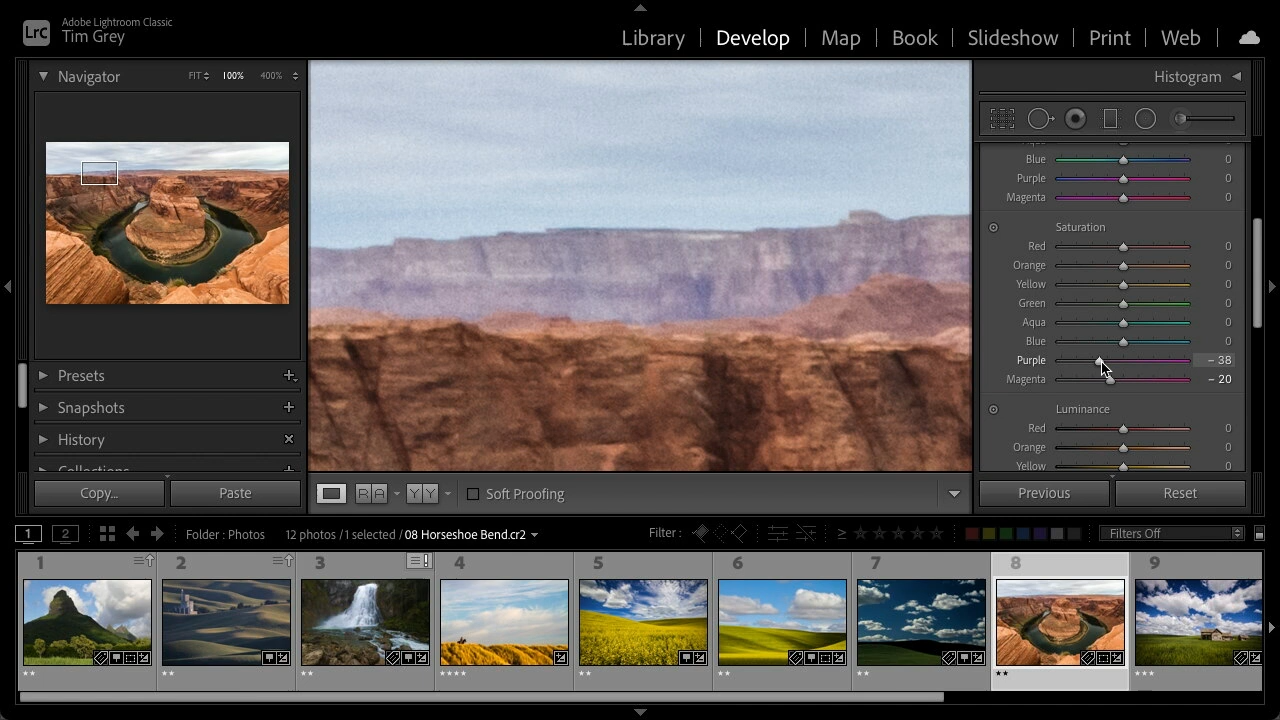 Adobe Lightroom Classic
LrC
Tim Grey
Library | Develop | Map | Book | Slideshow | Print | Web |
Navigator FIT 100% 400%
Histogram
Blue 0
Purple 0
Magenta 0
Saturation
Red 0
Orange 0
Yellow 0
Green 0
Aqua 0
Blue 0
Purple - 38
Magenta - 20
Luminance
Red 0
Orange 0
Yellow 0
Presets
Snapshots
History
Collections
Copy... Paste
R A Y Y Soft Proofing
Previous Reset
1 2 Folder : Photos 12 photos / 1 selected / 08 Horseshoe Bend.cr2 Filter : Filters Off
1 2 3 4 5 6 7 8 9